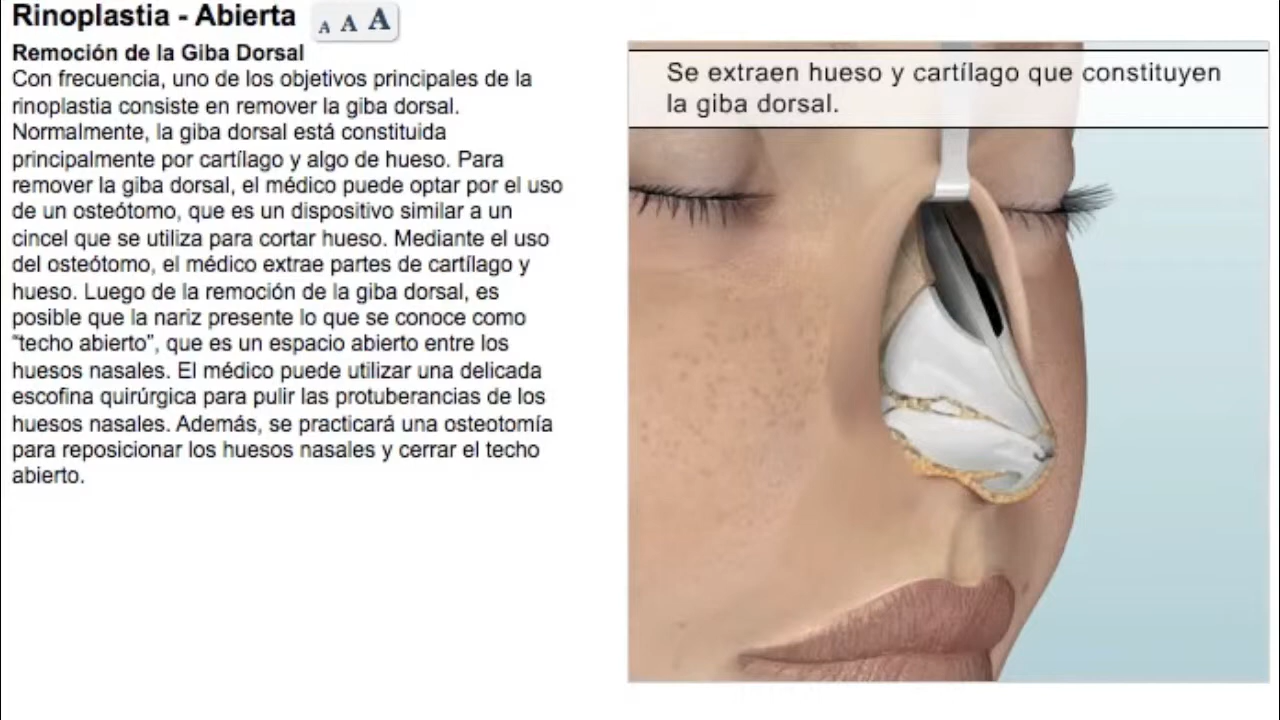 Rinoplastia - Abierta
A A A
Remoción de la Giba Dorsal
Con frecuencia, uno de los objetivos principales de la
rinoplastia consiste en remover la giba dorsal.
Normalmente, la giba dorsal está constituida
principalmente por cartílago y algo de hueso. Para
remover la giba dorsal, el médico puede optar por el uso
de un osteótomo, que es un dispositivo similar a un
cincel que se utiliza para cortar hueso. Mediante el uso
del osteótomo, el médico extrae partes de cartílago y
hueso. Luego de la remoción de la giba dorsal, es
posible que la nariz presente lo que se conoce como
“techo abierto”, que es un espacio abierto entre los
huesos nasales. El médico puede utilizar una delicada
escofina quirúrgica para pulir las protuberancias de los
huesos nasales. Además, se practicará una osteotomía
para reposicionar los huesos nasales y cerrar el techo
abierto.
Se extraen hueso y cartílago que constituyen
la giba dorsal.